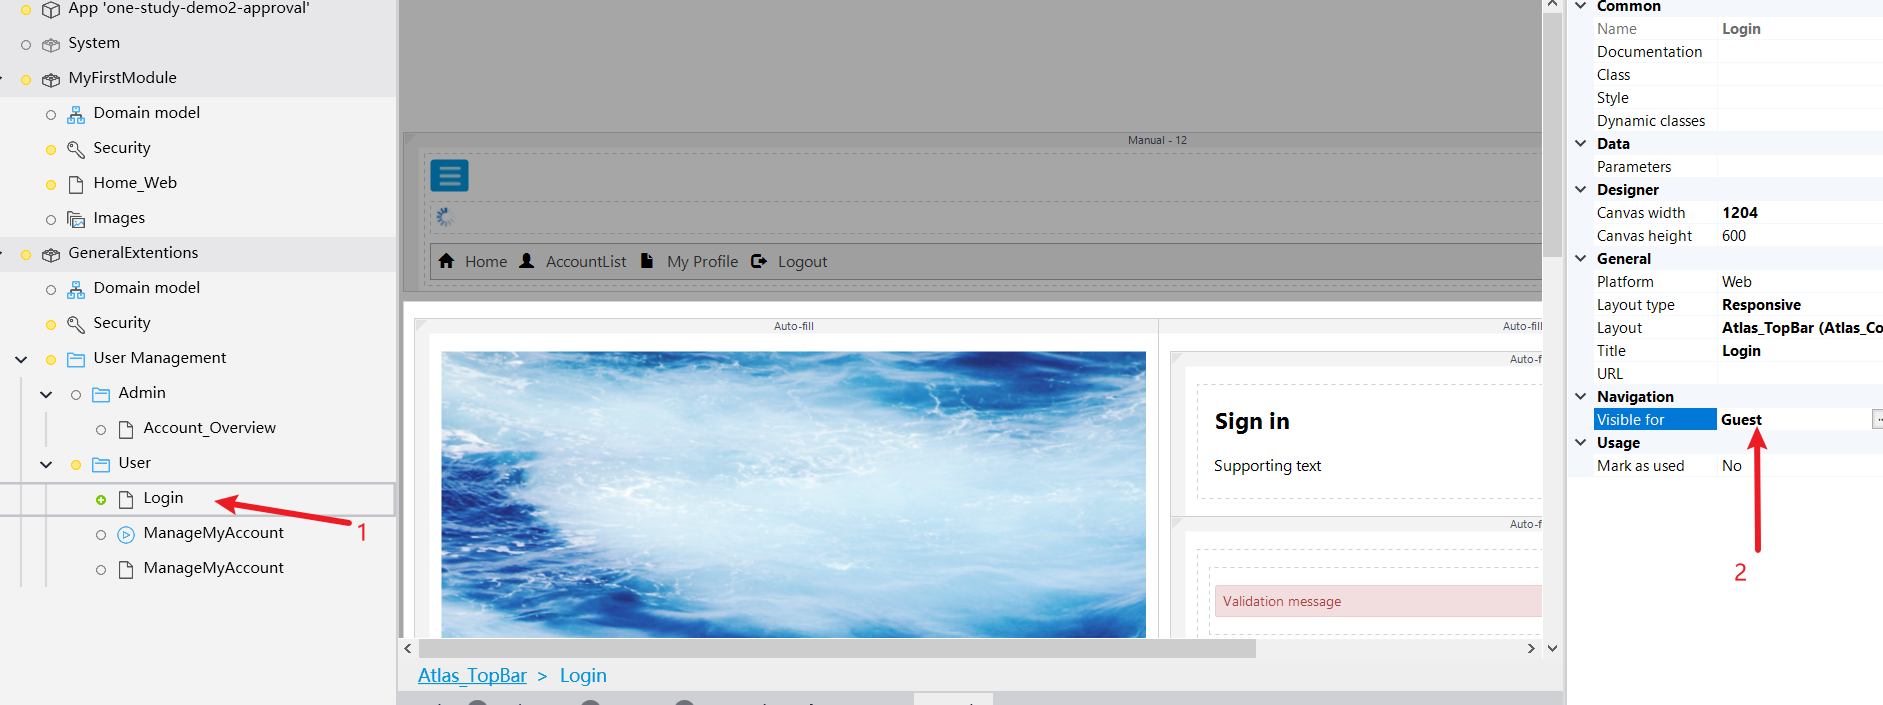 App 'one-study-demo2-approval'
System
MyFirstModule
Domain model
Security
Home_Web
Images
GeneralExtentions
Domain model
Security
User Management
Admin
Account_Overview
User
Login
1
ManageMyAccount
ManageMyAccount
Manual - 12
Home AccountList My Profile Logout
Auto-fill
Auto-fill
Auto-f
Sign in
Supporting text
Auto-f
Validation message
Atlas_TopBar > Login
Common
Name Login
Documentation
Class
Style
Dynamic classes
Data
Parameters
Designer
Canvas width 1204
Canvas height 600
General
Platform Web
Layout type Responsive
Layout Atlas_TopBar (Atlas_Co
Title Login
URL
Navigation
Visible for Guest
Usage
Mark as used No
2